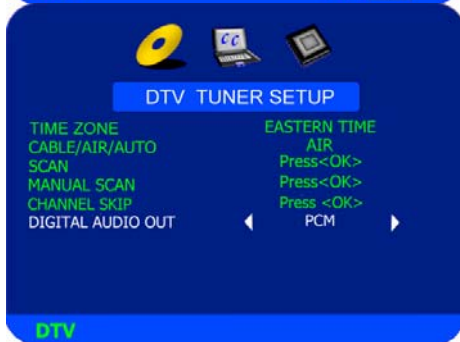 CC
DTV TUNER SETUP
TIME ZONE EASTERN TIME
CABLE/AIR/AUTO AIR
SCAN Press<OK>
MANUAL SCAN Press<OK>
CHANNEL SKIP Press <OK>
DIGITAL AUDIO OUT PCM
DTV